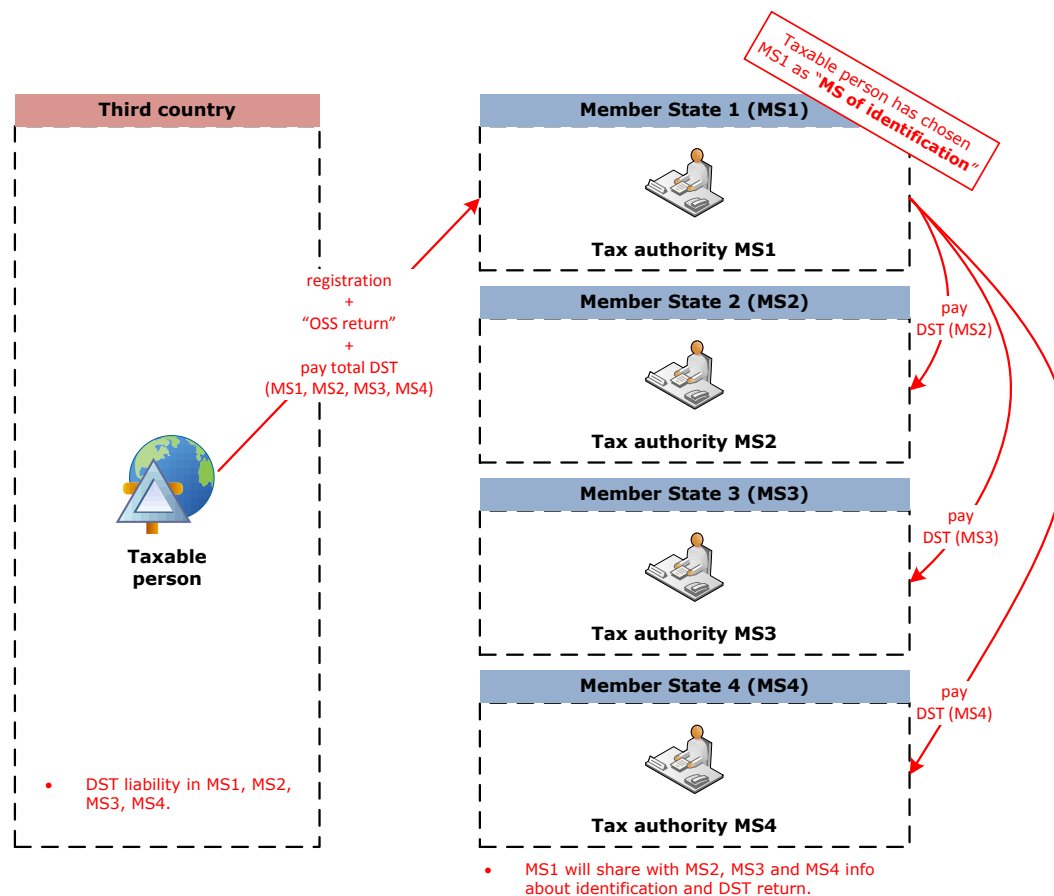 Taxable person has chosen
MS1 as “MS of identification”
Third country
Member State 1 (MS1)
Tax authority MS1
registration
+
“OSS return”
+
pay total DST
(MS1, MS2, MS3, MS4)
Member State 2 (MS2)
pay
DST (MS2)
Tax authority MS2
Member State 3 (MS3)
pay
DST (MS3)
Taxable
person
Tax authority MS3
Member State 4 (MS4)
pay
DST (MS4)
Tax authority MS4
• DST liability in MS1, MS2,
MS3, MS4.
• MS1 will share with MS2, MS3 and MS4 info
about identification and DST return.